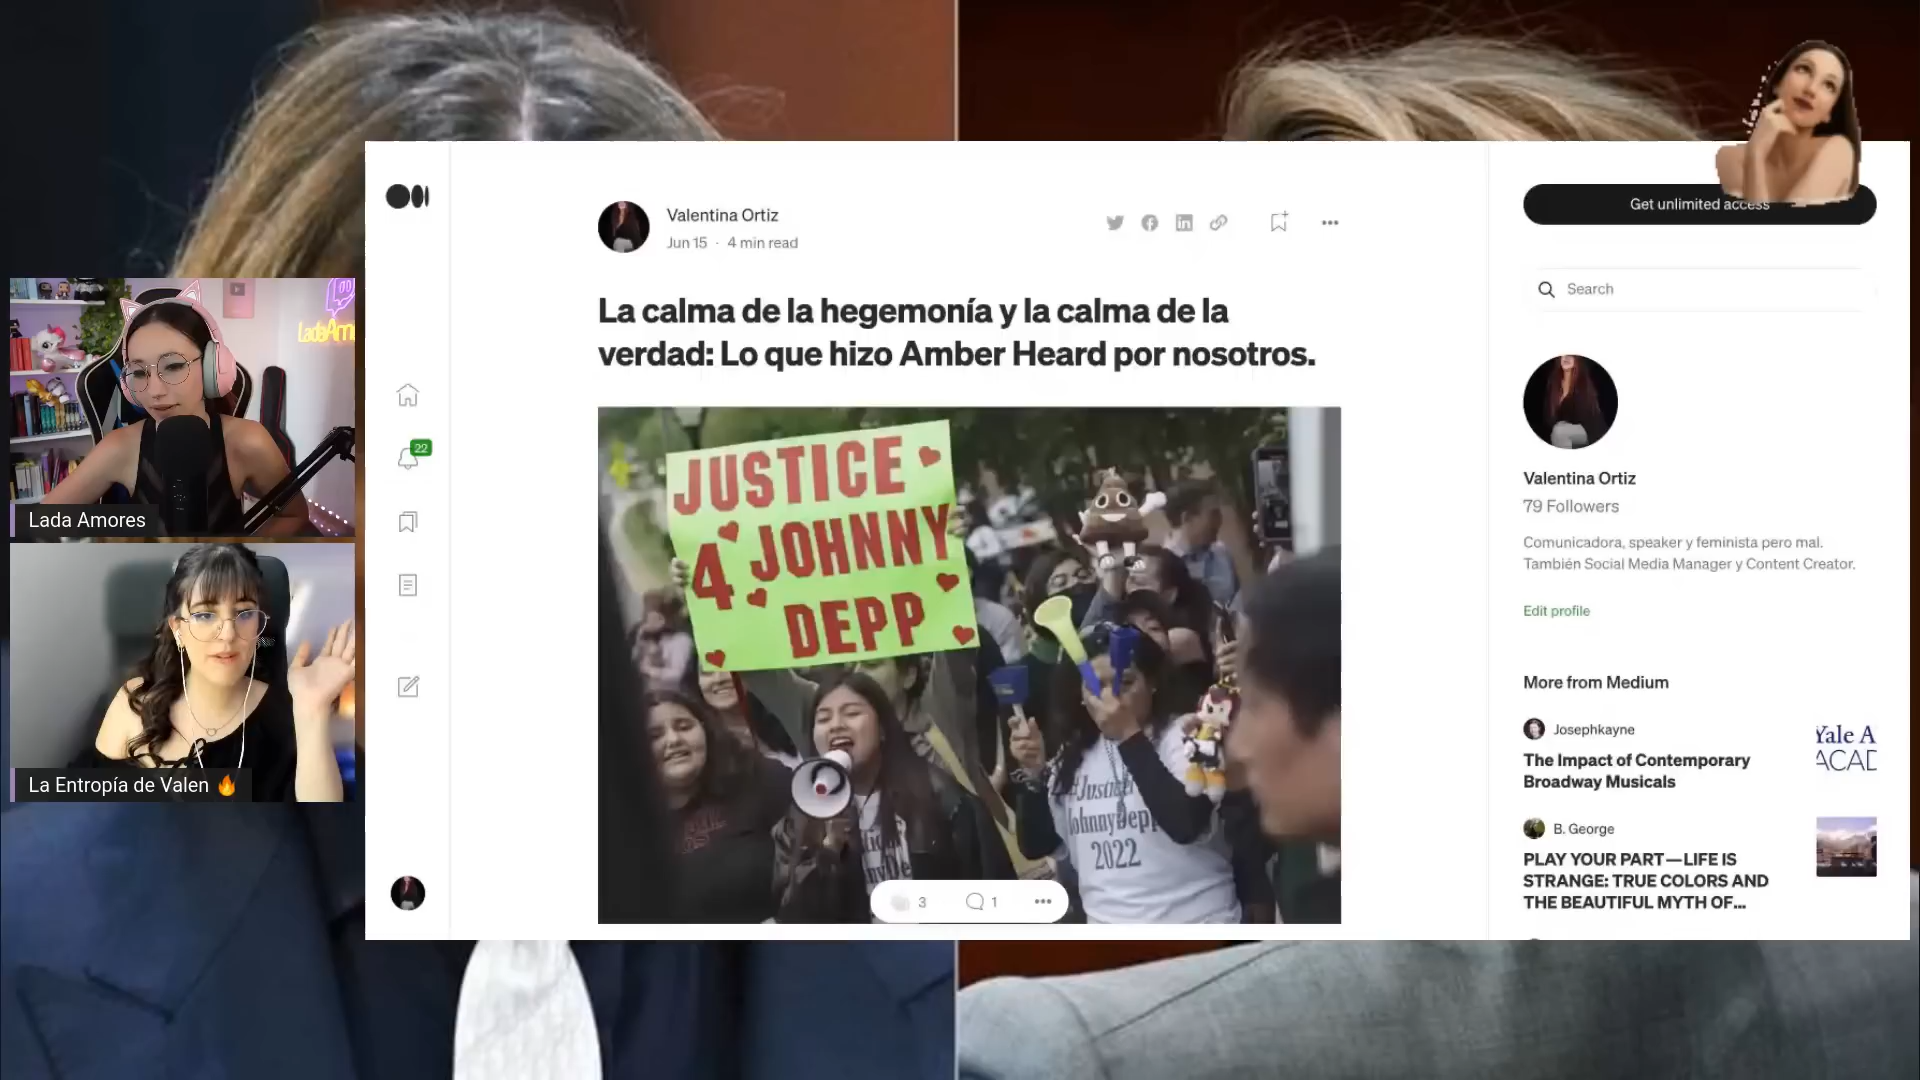 Valentina Ortiz
Jun 15 · 4 min read
La calma de la hegemonía y la calma de la
verdad: Lo que hizo Amber Heard por nosotros.
JUSTICE
4 JOHNNY
DEPP
#Justice
JohnnyDepp
2022
3
1
22
Lada Amores
La Entropía de Valen 🔥
Get unlimited access
Search
Valentina Ortiz
79 Followers
Comunicadora, speaker y feminista pero mal.
También Social Media Manager y Content Creator.
Edit profile
More from Medium
Josephkayne
The Impact of Contemporary
Broadway Musicals
Yale A
ACAD
B. George
PLAY YOUR PART—LIFE IS
STRANGE: TRUE COLORS AND
THE BEAUTIFUL MYTH OF...